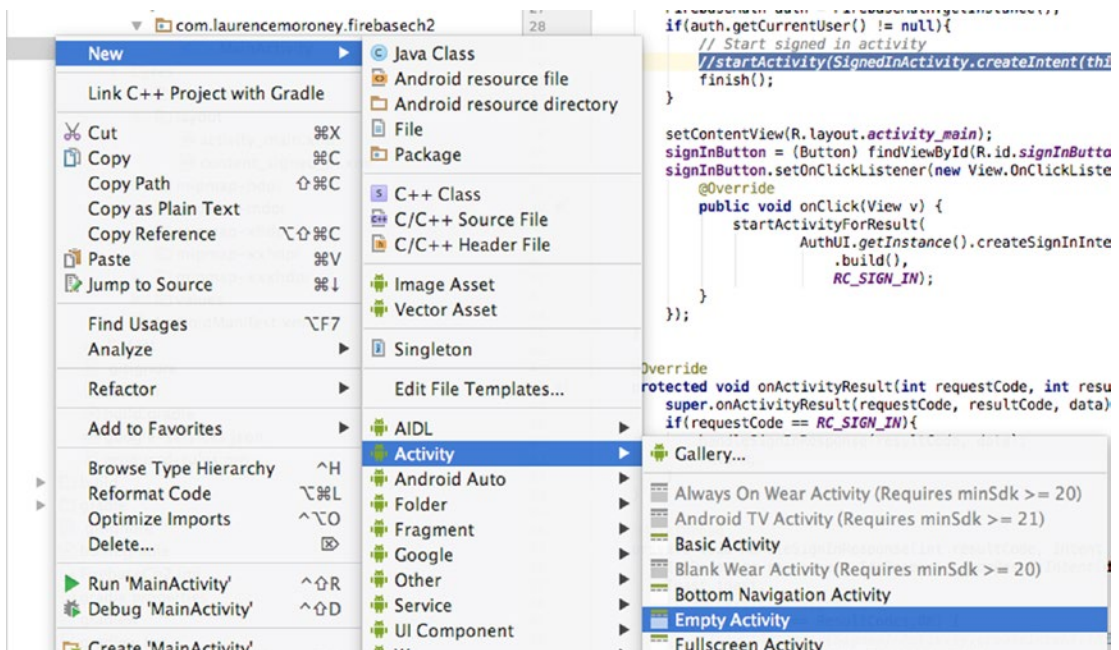 com.laurencemoroney.firebasech2
28
New
Link C++ Project with Gradle
Cut ⌘X
Copy ⌘C
Copy Path ⇧⌘C
Copy as Plain Text
Copy Reference ⌥⇧⌘C
Paste ⌘V
Jump to Source ⌘↓
Find Usages ⌥F7
Analyze
Refactor
Add to Favorites
Browse Type Hierarchy ^H
Reformat Code ⌥⌘L
Optimize Imports ^⌥O
Delete... ⌦
Run 'MainActivity' ^⇧R
Debug 'MainActivity' ^⇧D
Create 'MainActivity'
Java Class
Android resource file
Android resource directory
File
Package
C++ Class
C/C++ Source File
C/C++ Header File
Image Asset
Vector Asset
Singleton
Edit File Templates...
AIDL
Activity
Android Auto
Folder
Fragment
Google
Other
Service
UI Component
Gallery...
Always On Wear Activity (Requires minSdk >= 20)
Android TV Activity (Requires minSdk >= 21)
Basic Activity
Blank Wear Activity (Requires minSdk >= 20)
Bottom Navigation Activity
Empty Activity
Fullscreen Activity
if(auth.getCurrentUser() != null){
// Start signed in activity
//startActivity(SignedInActivity.createIntent(thi
finish();
}
setContentView(R.layout.activity_main);
signInButton = (Button) findViewById(R.id.signInButto
signInButton.setOnClickListener(new View.OnClickListe
@Override
public void onClick(View v) {
startActivityForResult(
AuthUI.getInstance().createSignInInte
.build(),
RC_SIGN_IN);
}
});
Override
rotected void onActivityResult(int requestCode, int resu
super.onActivityResult(requestCode, resultCode, data)
if(requestCode == RC_SIGN_IN){